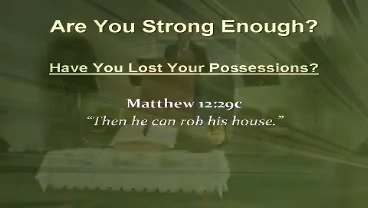 Are You Strong Enough?
Have You Lost Your Possessions?
Matthew 12:29c
“Then he can rob his house.”